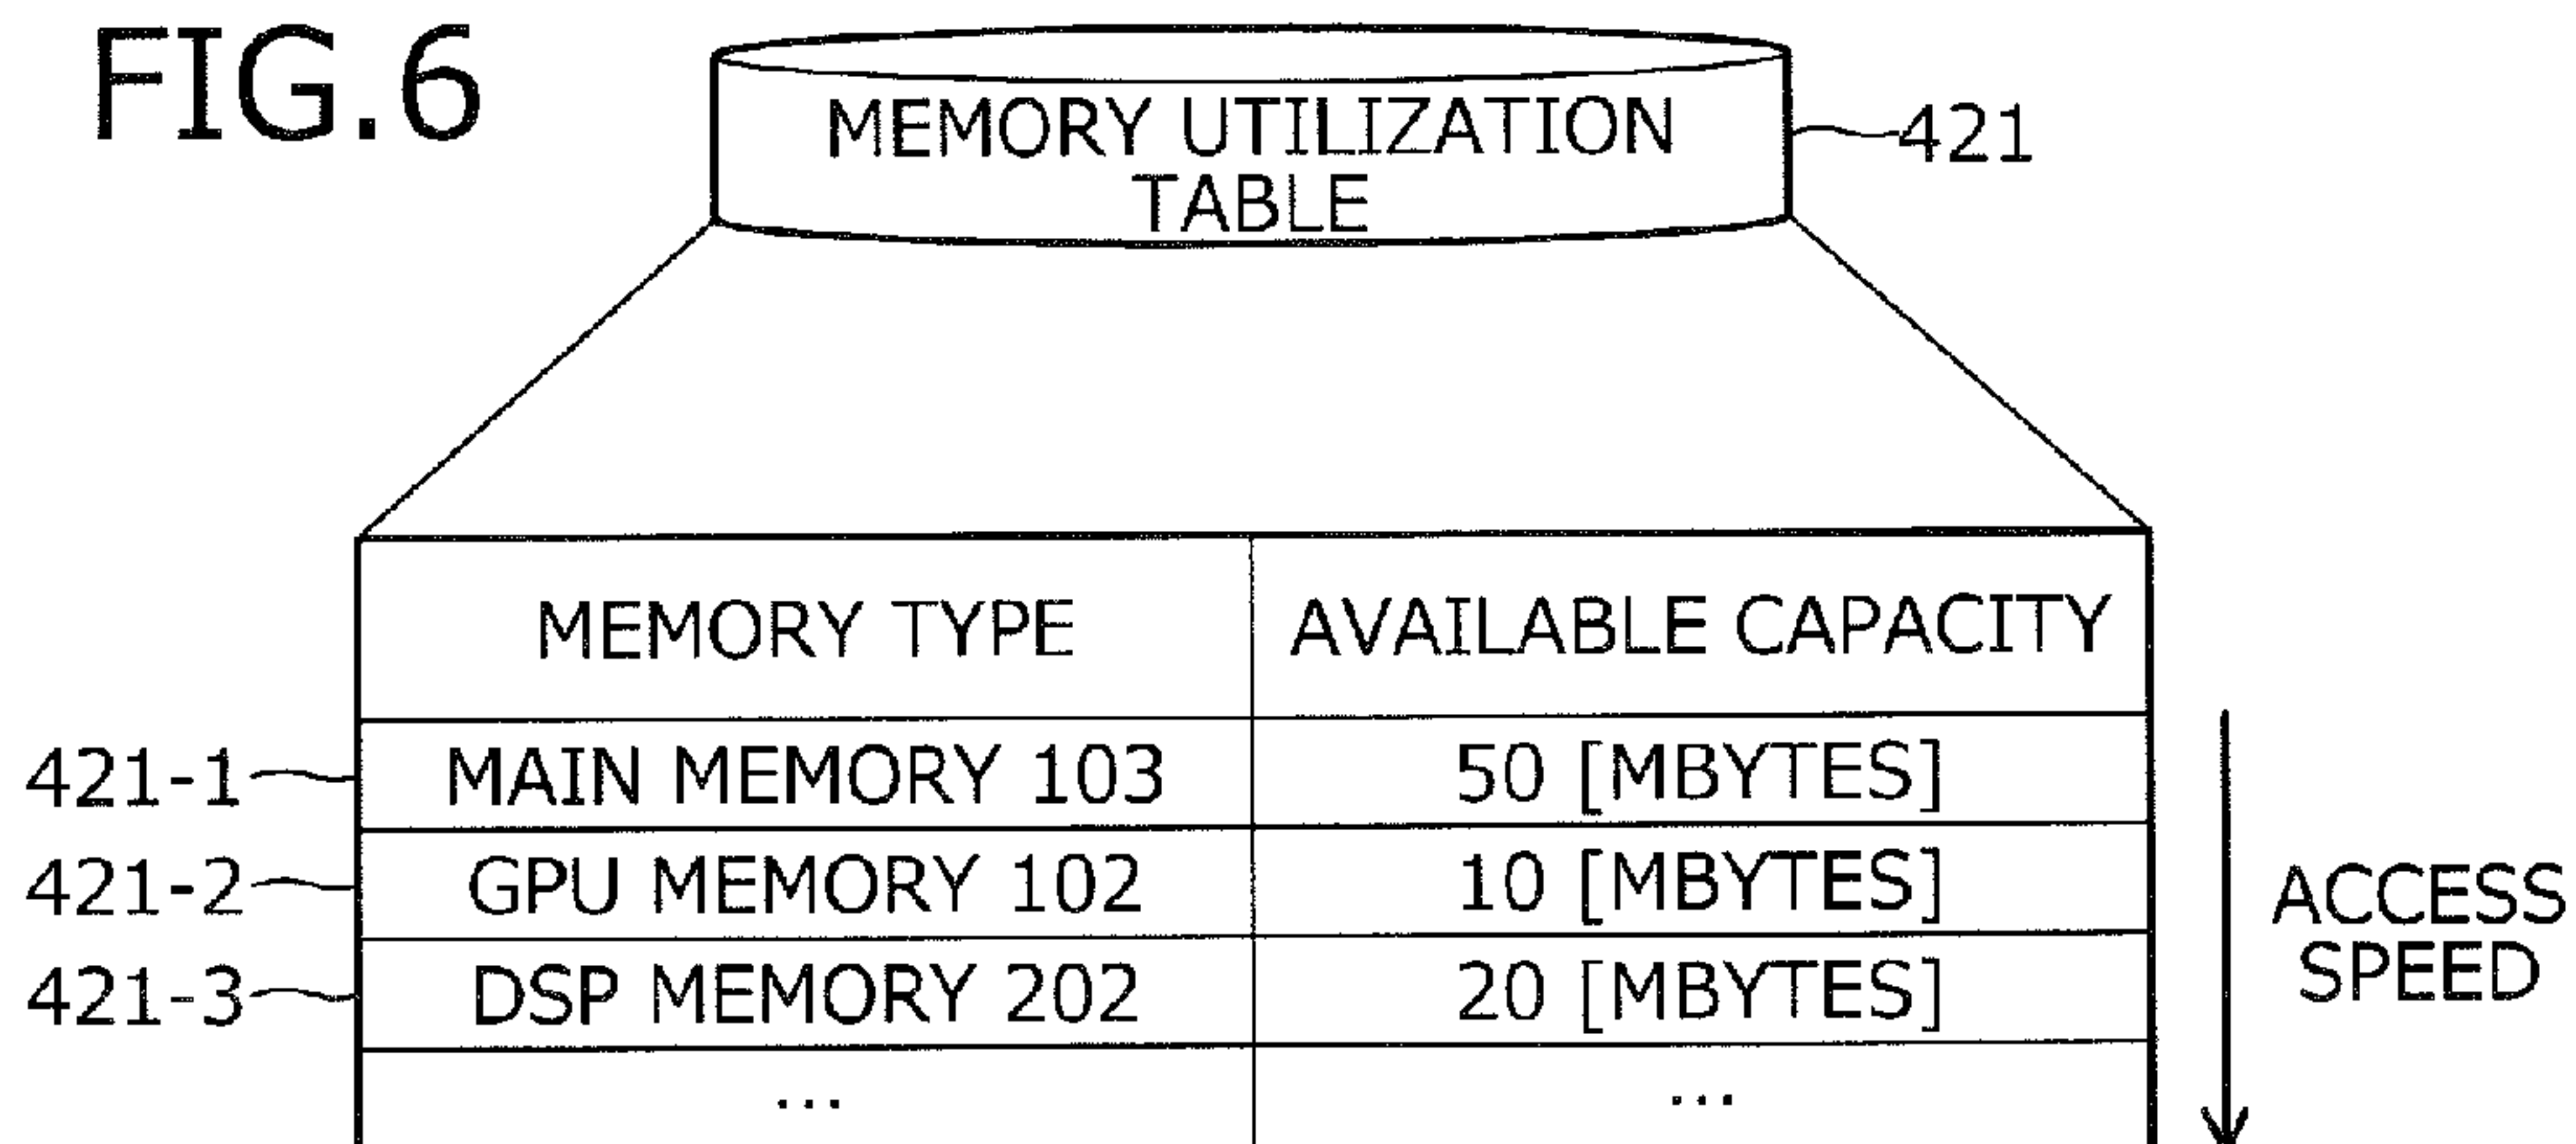 FIG.6
MEMORY UTILIZATION
TABLE
421
MEMORY TYPE AVAILABLE CAPACITY
421-1 MAIN MEMORY 103 50 [MBYTES]
421-2 GPU MEMORY 102 10 [MBYTES]
421-3 DSP MEMORY 202 20 [MBYTES]
... ...
ACCESS
SPEED